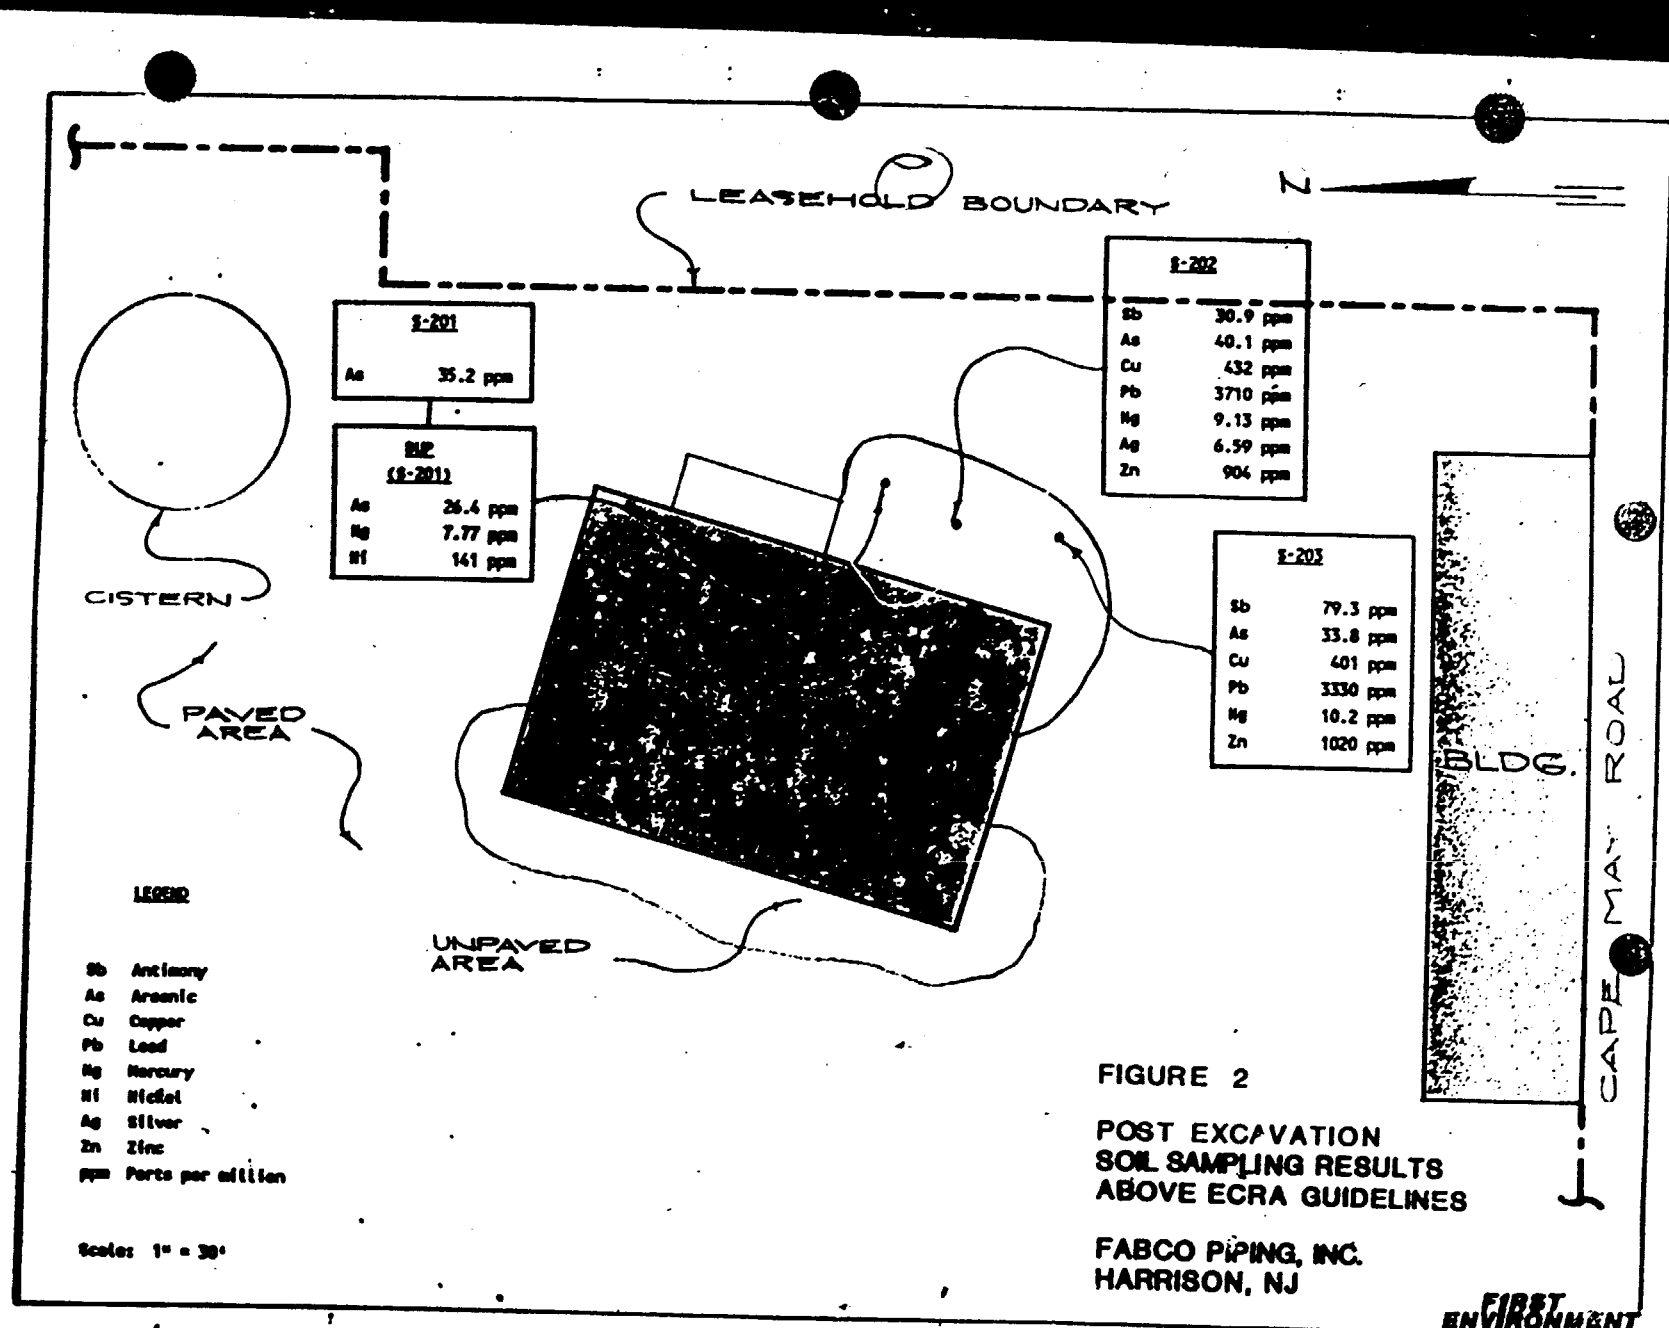 LEASEHOLD BOUNDARY
N
S-201
As 35.2 ppm
DUP
(S-201)
As 26.4 ppm
Hg 7.77 ppm
Ni 141 ppm
S-202
Sb 30.9 ppm
As 40.1 ppm
Cu 432 ppm
Pb 3710 ppm
Hg 9.13 ppm
Ag 6.59 ppm
Zn 904 ppm
S-203
Sb 79.3 ppm
As 33.8 ppm
Cu 401 ppm
Pb 3330 ppm
Hg 10.2 ppm
Zn 1020 ppm
CISTERN
PAVED
AREA
UNPAVED
AREA
BLDG.
CAPE MAY ROAD
LEGEND
Sb Antimony
As Arsenic
Cu Copper
Pb Lead
Hg Mercury
Ni Nickel
Ag Silver
Zn Zinc
ppm Parts per million
Scale: 1" = 30'
FIGURE 2
POST EXCAVATION
SOIL SAMPLING RESULTS
ABOVE ECRA GUIDELINES
FABCO PIPING, INC.
HARRISON, NJ
FIRST
ENVIRONMENT